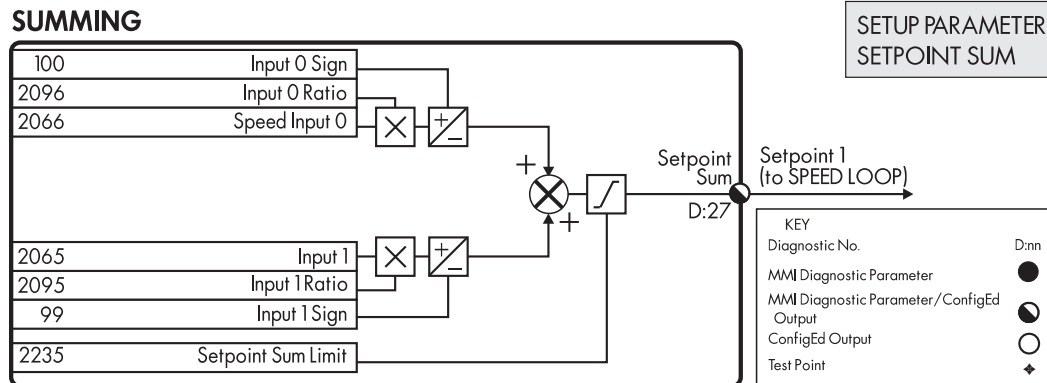 SUMMING
SETUP PARAMETER
SETPOINT SUM
100 Input 0 Sign
2096 Input 0 Ratio
2066 Speed Input 0
+
−
+
+
Setpoint
Sum
D:27
Setpoint 1
(to SPEED LOOP)
2065 Input 1
2095 Input 1 Ratio
99 Input 1 Sign
+
−
2235 Setpoint Sum Limit
KEY
Diagnostic No. D:nn
MMI Diagnostic Parameter
MMI Diagnostic Parameter/ConfigEd
Output
ConfigEd Output
Test Point